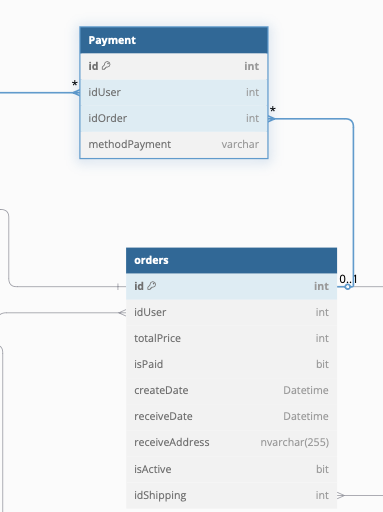 Payment
id int
* idUser int
idOrder int *
methodPayment varchar
orders
id int 0..1
idUser int
totalPrice int
isPaid bit
createDate Datetime
receiveDate Datetime
receiveAddress nvarchar(255)
isActive bit
idShipping int